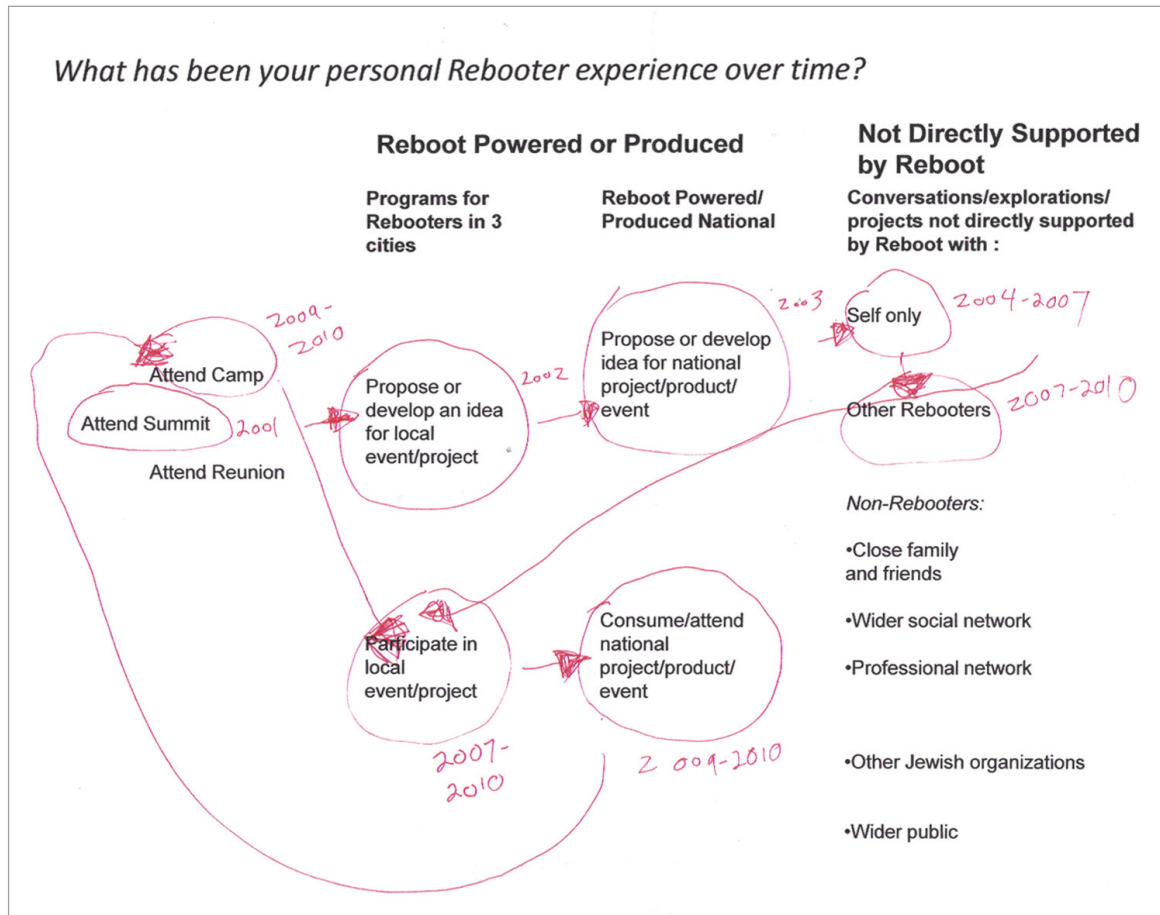 What has been your personal Rebooter experience over time?
Reboot Powered or Produced
Not Directly Supported
by Reboot
Programs for
Rebooters in 3
cities
Reboot Powered/
Produced National
Conversations/explorations/
projects not directly supported
by Reboot with :
2009-
2010
Attend Camp
Attend Summit
2001
Attend Reunion
Propose or
develop an idea
for local
event/project
2002
Propose or develop
idea for national
project/product/
event
2003
Self only
2004-2007
Other Rebooters
2007-2010
Non-Rebooters:
•Close family
and friends
•Wider social network
•Professional network
•Other Jewish organizations
•Wider public
Participate in
local
event/project
2007-
2010
Consume/attend
national
project/product/
event
2009-2010